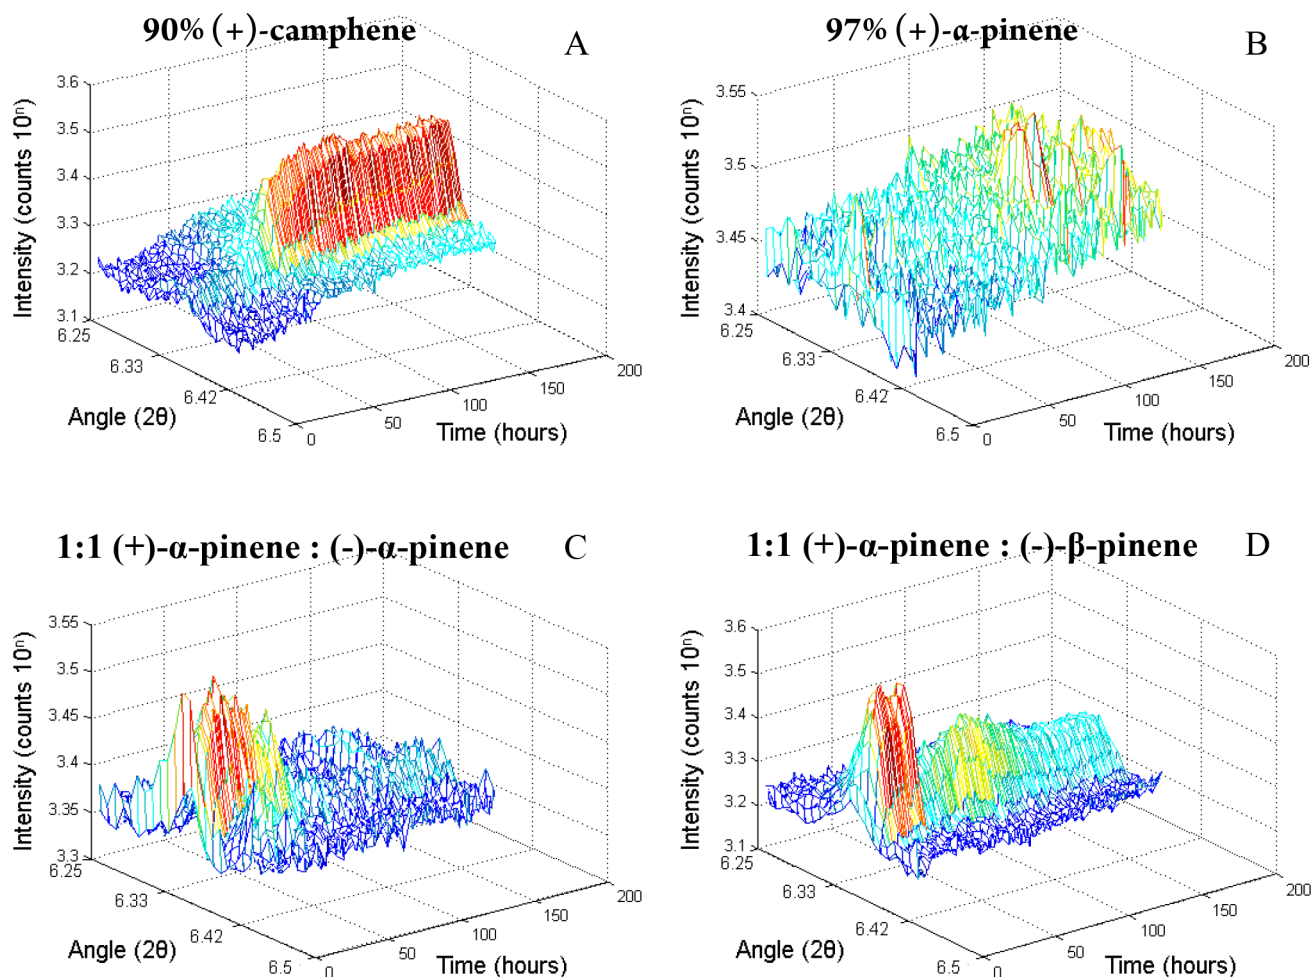 90% (+)-camphene
A
Intensity (counts 10ⁿ)
3.6
3.5
3.4
3.3
3.2
3.1
6.25
6.33
6.42
6.5
Angle (2θ)
0
50
100
150
200
Time (hours)
97% (+)-α-pinene
B
Intensity (counts 10ⁿ)
3.55
3.5
3.45
3.4
6.25
6.33
6.42
6.5
Angle (2θ)
0
50
100
150
200
Time (hours)
1:1 (+)-α-pinene : (-)-α-pinene
C
Intensity (counts 10ⁿ)
3.55
3.5
3.45
3.4
3.35
3.3
6.25
6.33
6.42
6.5
Angle (2θ)
0
50
100
150
200
Time (hours)
1:1 (+)-α-pinene : (-)-β-pinene
D
Intensity (counts 10ⁿ)
3.6
3.5
3.4
3.3
3.2
3.1
6.25
6.33
6.42
6.5
Angle (2θ)
0
50
100
150
200
Time (hours)